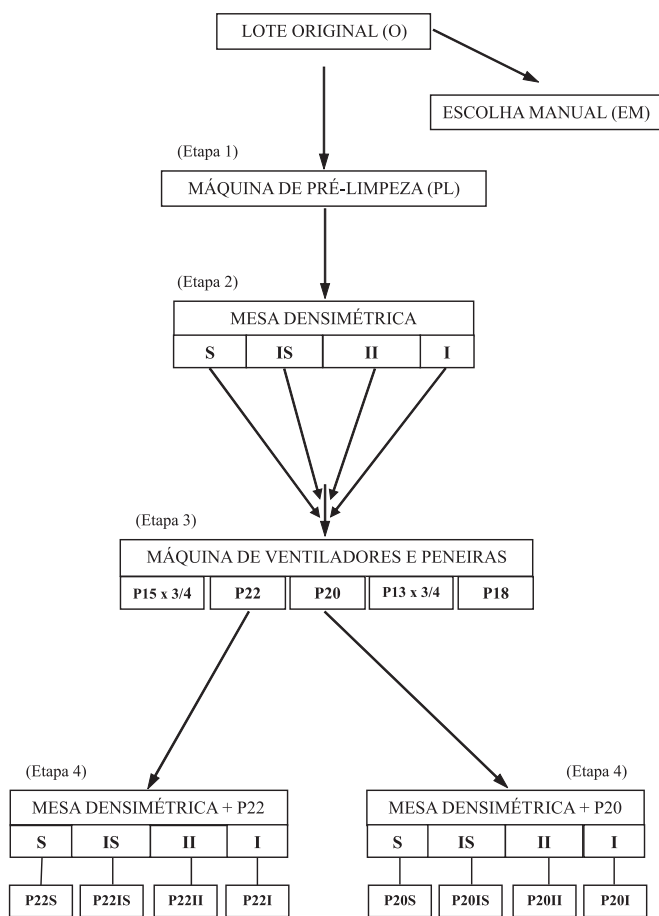 LOTE ORIGINAL (O)
ESCOLHA MANUAL (EM)
(Etapa 1)
MÁQUINA DE PRÉ-LIMPEZA (PL)
(Etapa 2)
MESA DENSIMÉTRICA
S IS II I
(Etapa 3)
MÁQUINA DE VENTILADORES E PENEIRAS
P15 x 3/4 P22 P20 P13 x 3/4 P18
(Etapa 4)
MESA DENSIMÉTRICA + P22
S IS II I
P22S P22IS P22II P22I
(Etapa 4)
MESA DENSIMÉTRICA + P20
S IS II I
P20S P20IS P20II P20I